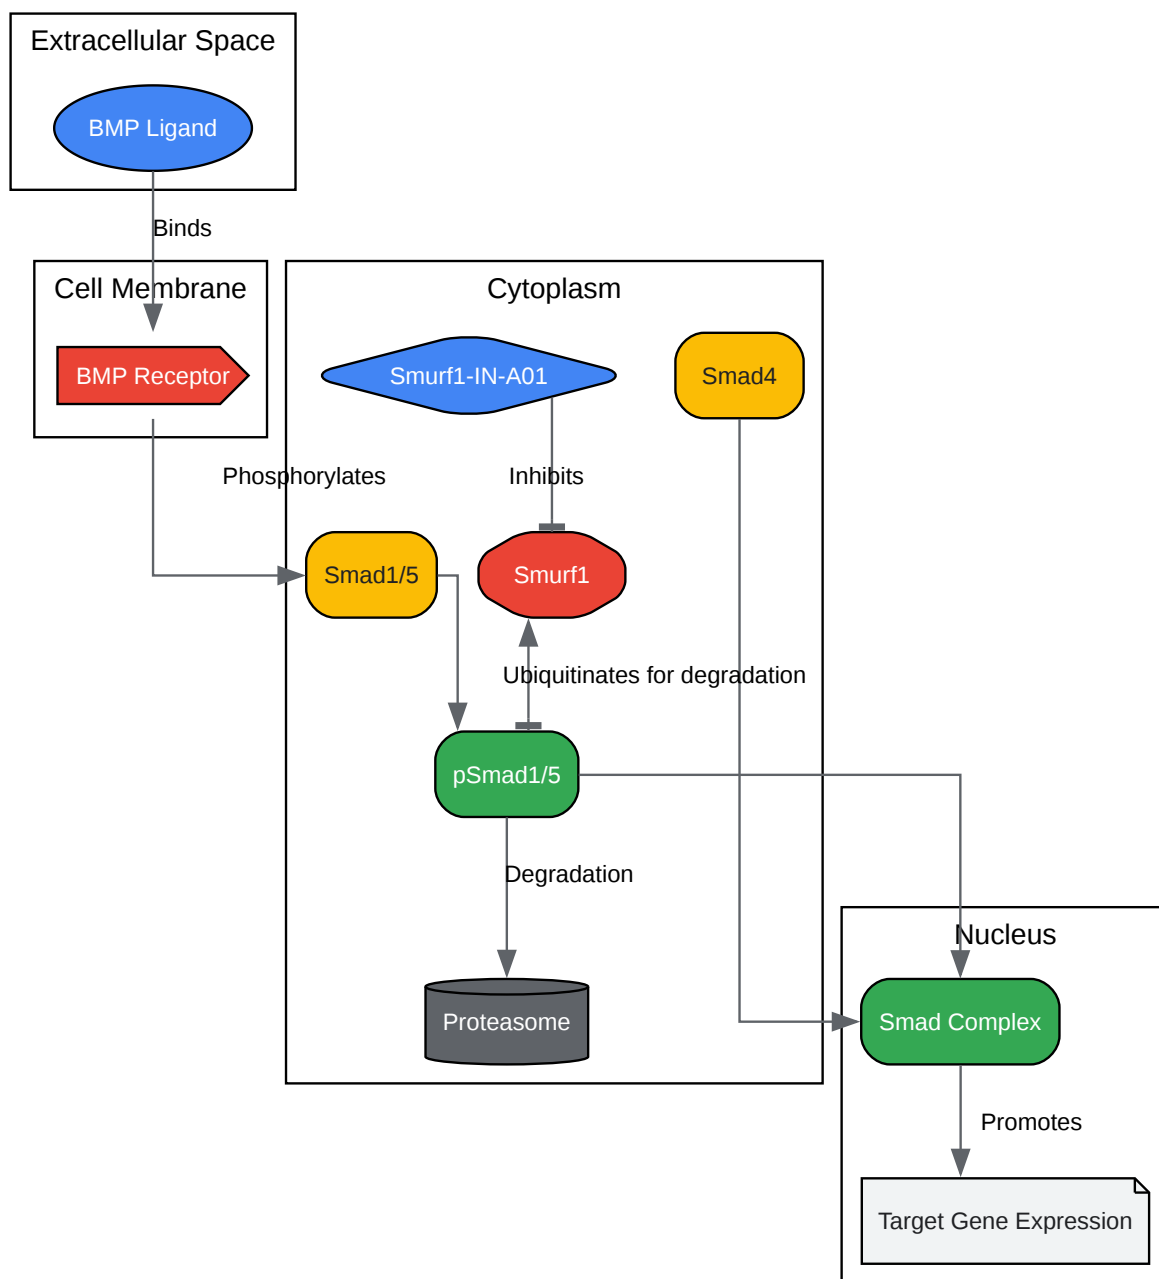 Extracellular Space
BMP Ligand
Binds
Cell Membrane
Cytoplasm
BMP Receptor
Smurf1-IN-A01
Smad4
Phosphorylates
Inhibits
Smad1/5
Smurf1
Ubiquitinates for degradation
pSmad1/5
Degradation
Nucleus
Proteasome
Smad Complex
Promotes
Target Gene Expression